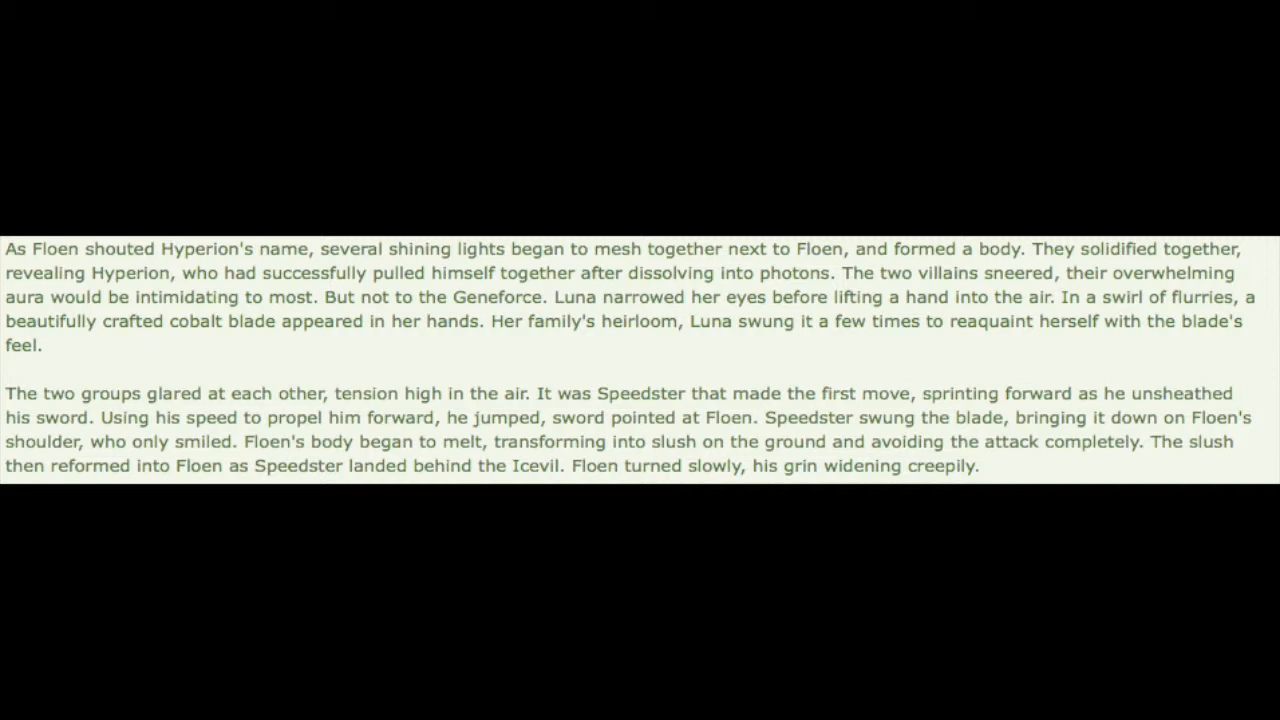 As Floen shouted Hyperion's name, several shining lights began to mesh together next to Floen, and formed a body. They solidified together,
revealing Hyperion, who had successfully pulled himself together after dissolving into photons. The two villains sneered, their overwhelming
aura would be intimidating to most. But not to the Geneforce. Luna narrowed her eyes before lifting a hand into the air. In a swirl of flurries, a
beautifully crafted cobalt blade appeared in her hands. Her family's heirloom, Luna swung it a few times to reaquaint herself with the blade's
feel.
The two groups glared at each other, tension high in the air. It was Speedster that made the first move, sprinting forward as he unsheathed
his sword. Using his speed to propel him forward, he jumped, sword pointed at Floen. Speedster swung the blade, bringing it down on Floen's
shoulder, who only smiled. Floen's body began to melt, transforming into slush on the ground and avoiding the attack completely. The slush
then reformed into Floen as Speedster landed behind the Icevil. Floen turned slowly, his grin widening creepily.